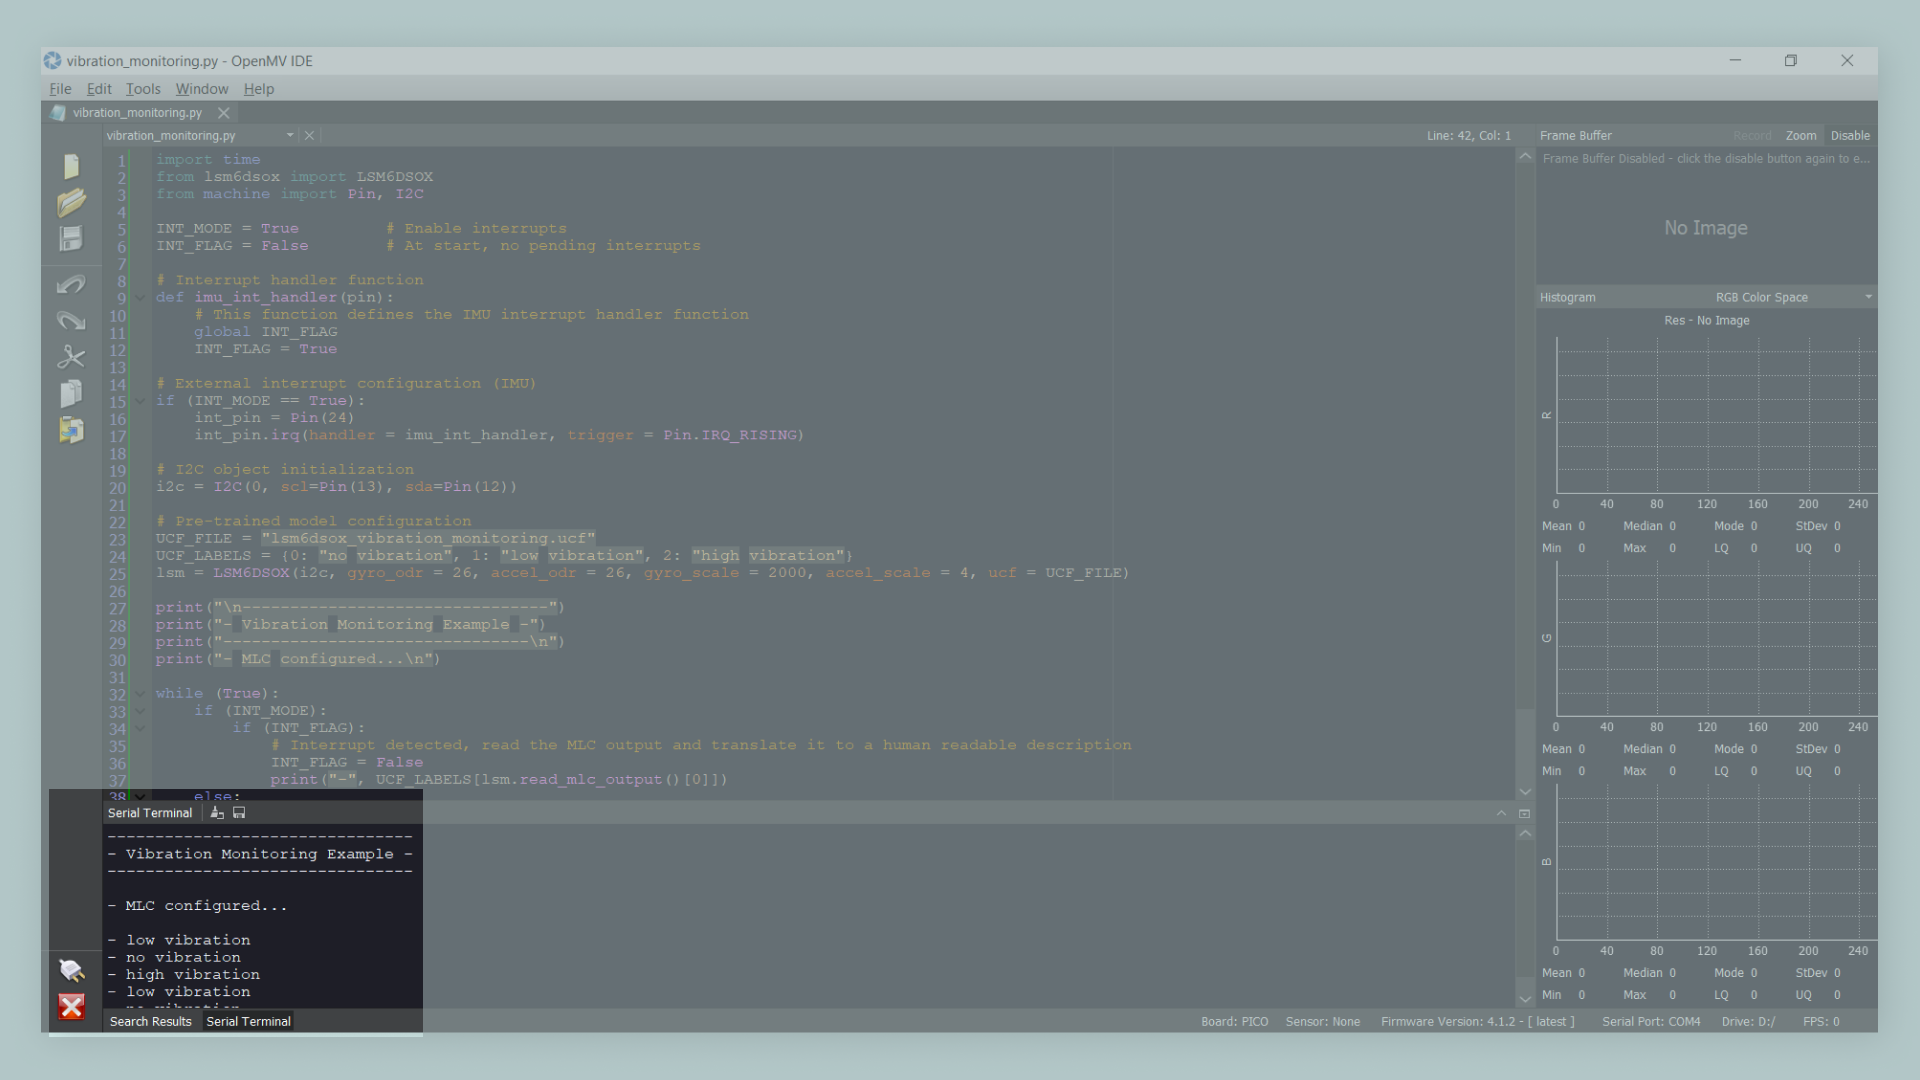 vibration_monitoring.py - OpenMV IDE
File Edit Tools Window Help
vibration_monitoring.py
vibration_monitoring.py
Line: 42, Col: 1
Frame Buffer Record Zoom Disable
Frame Buffer Disabled - click the disable button again to e...
No Image
1 import time
2 from lsm6dsox import LSM6DSOX
3 from machine import Pin, I2C
4
5 INT_MODE = True # Enable interrupts
6 INT_FLAG = False # At start, no pending interrupts
7
8 # Interrupt handler function
9 def imu_int_handler(pin):
10 # This function defines the IMU interrupt handler function
11 global INT_FLAG
12 INT_FLAG = True
13
14 # External interrupt configuration (IMU)
15 if (INT_MODE == True):
16 int_pin = Pin(24)
17 int_pin.irq(handler = imu_int_handler, trigger = Pin.IRQ_RISING)
18
19 # I2C object initialization
20 i2c = I2C(0, scl=Pin(13), sda=Pin(12))
21
22 # Pre-trained model configuration
23 UCF_FILE = "lsm6dsox_vibration_monitoring.ucf"
24 UCF_LABELS = {0: "no vibration", 1: "low vibration", 2: "high vibration"}
25 lsm = LSM6DSOX(i2c, gyro_odr = 26, accel_odr = 26, gyro_scale = 2000, accel_scale = 4, ucf = UCF_FILE)
26
27 print("\n--------------------------------")
28 print("- Vibration Monitoring Example -")
29 print("--------------------------------\n")
30 print("- MLC configured...\n")
31
32 while (True):
33 if (INT_MODE):
34 if (INT_FLAG):
35 # Interrupt detected, read the MLC output and translate it to a human readable description
36 INT_FLAG = False
37 print("-", UCF_LABELS[lsm.read_mlc_output()[0]])
38 else:
Histogram RGB Color Space
Res - No Image
R
0 40 80 120 160 200 240
Mean 0 Median 0 Mode 0 StDev 0
Min 0 Max 0 LQ 0 UQ 0
G
0 40 80 120 160 200 240
Mean 0 Median 0 Mode 0 StDev 0
Min 0 Max 0 LQ 0 UQ 0
B
0 40 80 120 160 200 240
Mean 0 Median 0 Mode 0 StDev 0
Min 0 Max 0 LQ 0 UQ 0
Serial Terminal
--------------------------------
- Vibration Monitoring Example -
--------------------------------
- MLC configured...
- low vibration
- no vibration
- high vibration
- low vibration
- no vibration
Search Results Serial Terminal
Board: PICO Sensor: None Firmware Version: 4.1.2 - [ latest ] Serial Port: COM4 Drive: D:/ FPS: 0